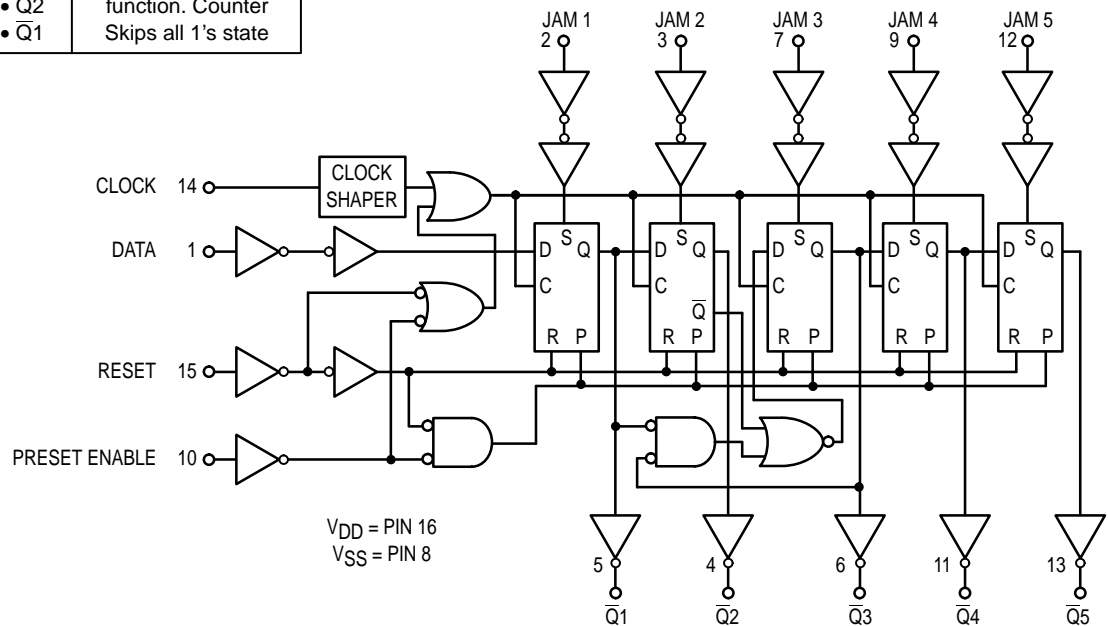 • Q2 function. Counter
• Q̅1 Skips all 1's state
JAM 1 JAM 2 JAM 3 JAM 4 JAM 5
2 3 7 9 12
CLOCK 14
CLOCK
SHAPER
DATA 1
D S Q D S Q D S Q D S Q D S Q
C C C C C
Q̅
R P R P R P R P R P
RESET 15
PRESET ENABLE 10
VDD = PIN 16
VSS = PIN 8
5 4 6 11 13
Q̅1 Q̅2 Q̅3 Q̅4 Q̅5